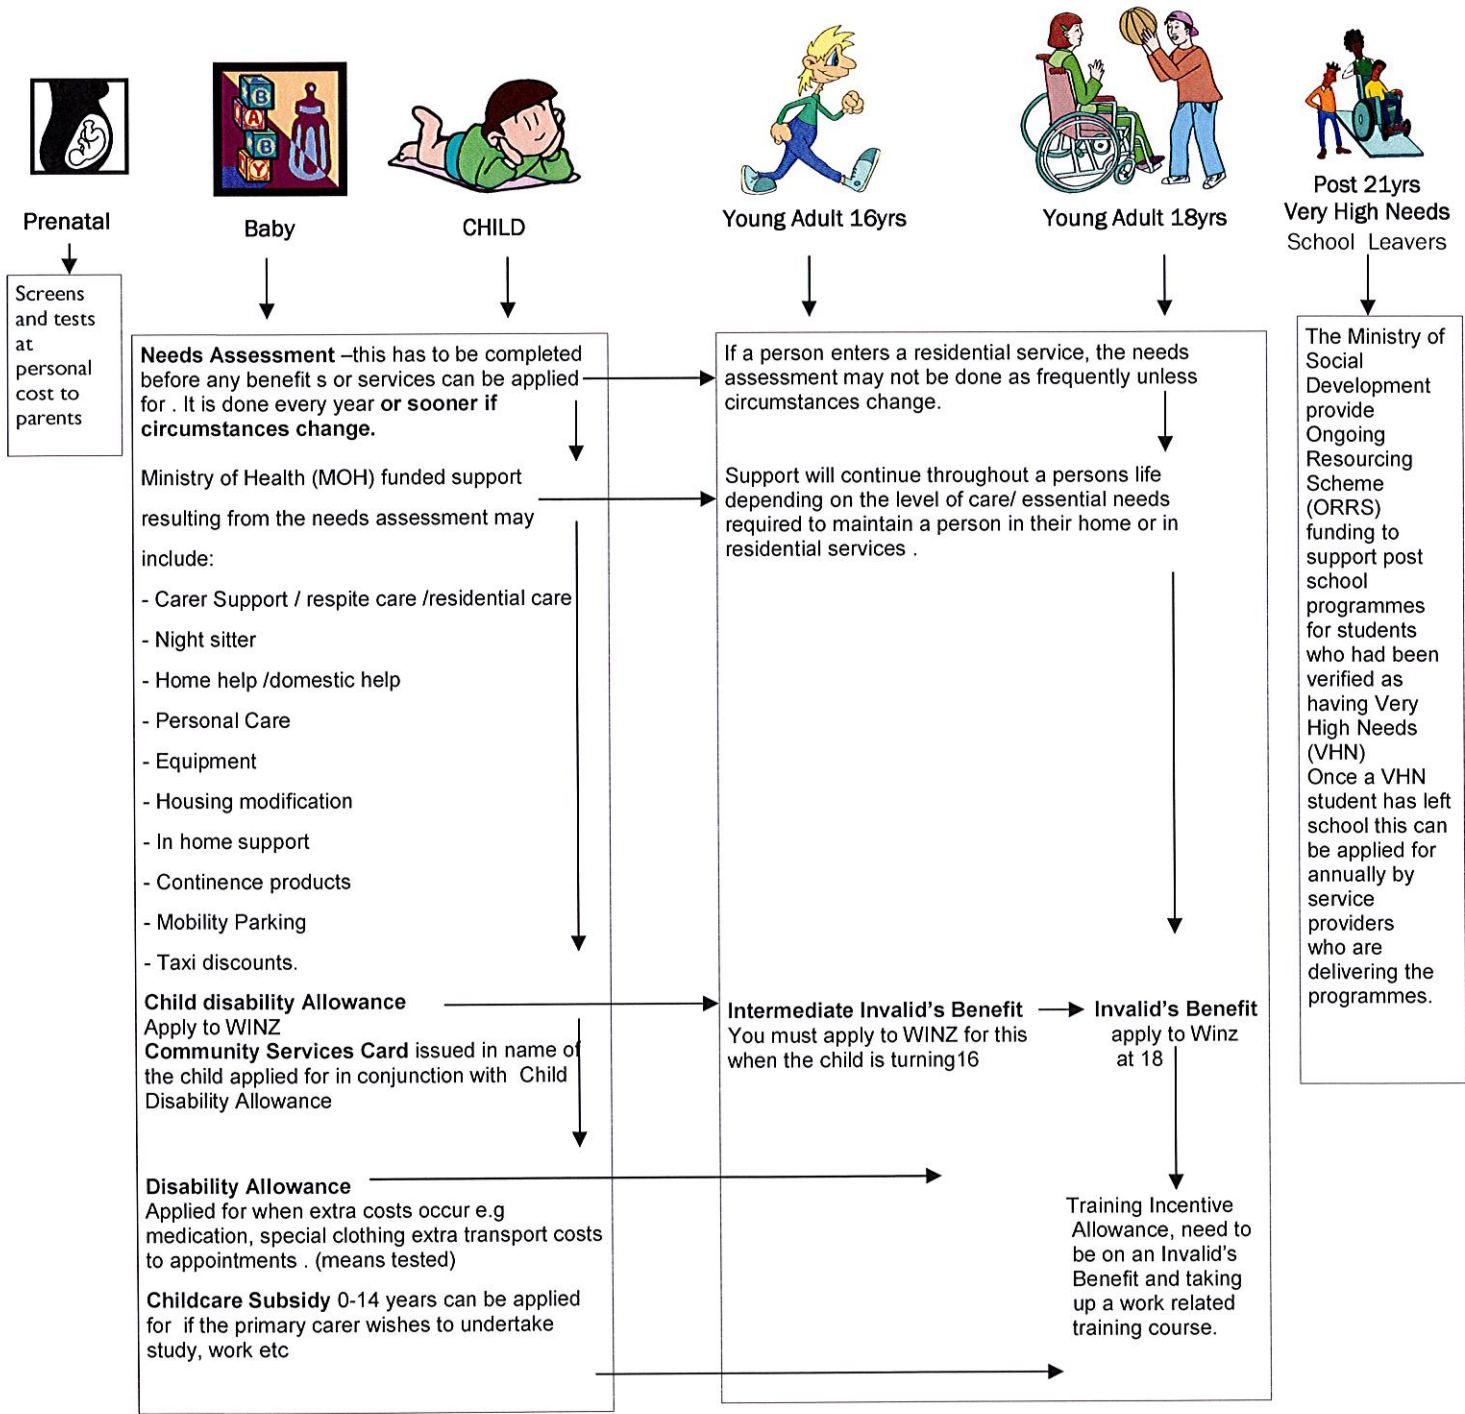 B
A
B
Y
Prenatal
Baby
CHILD
Young Adult 16yrs
Young Adult 18yrs
Post 21yrs
Very High Needs
School Leavers
Screens
and tests
at
personal
cost to
parents
Needs Assessment –this has to be completed
before any benefit s or services can be applied
for . It is done every year or sooner if
circumstances change.
Ministry of Health (MOH) funded support
resulting from the needs assessment may
include:
- Carer Support / respite care /residential care
- Night sitter
- Home help /domestic help
- Personal Care
- Equipment
- Housing modification
- In home support
- Continence products
- Mobility Parking
- Taxi discounts.
Child disability Allowance
Apply to WINZ
Community Services Card issued in name of
the child applied for in conjunction with Child
Disability Allowance
Disability Allowance
Applied for when extra costs occur e.g
medication, special clothing extra transport costs
to appointments . (means tested)
Childcare Subsidy 0-14 years can be applied
for if the primary carer wishes to undertake
study, work etc
If a person enters a residential service, the needs
assessment may not be done as frequently unless
circumstances change.
Support will continue throughout a persons life
depending on the level of care/ essential needs
required to maintain a person in their home or in
residential services .
Intermediate Invalid's Benefit
You must apply to WINZ for this
when the child is turning16
Invalid's Benefit
apply to Winz
at 18
Training Incentive
Allowance, need to
be on an Invalid's
Benefit and taking
up a work related
training course.
The Ministry of
Social
Development
provide
Ongoing
Resourcing
Scheme
(ORRS)
funding to
support post
school
programmes
for students
who had been
verified as
having Very
High Needs
(VHN)
Once a VHN
student has left
school this can
be applied for
annually by
service
providers
who are
delivering the
programmes.